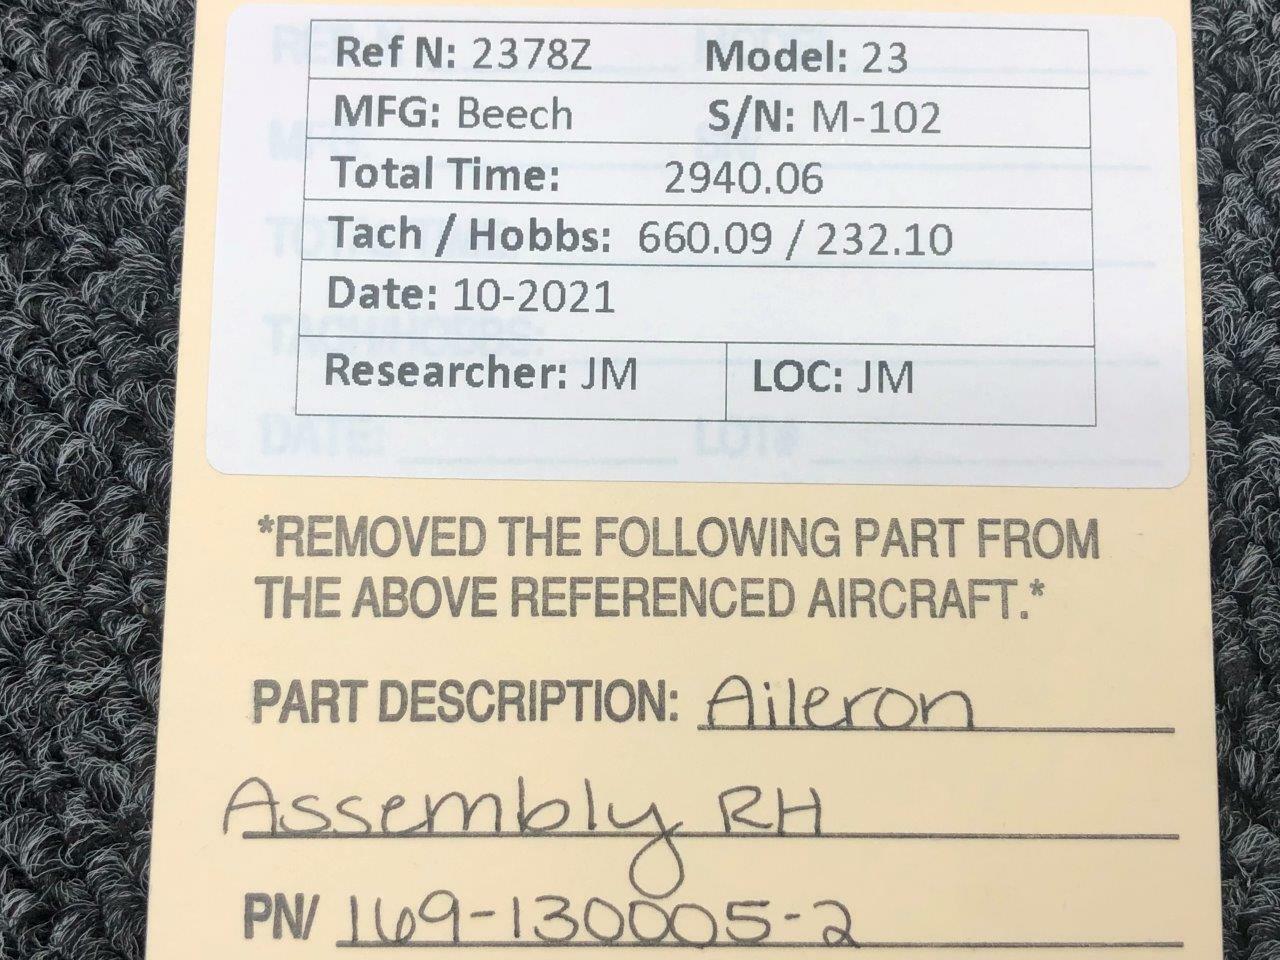 Ref N: 2378Z Model: 23
MFG: Beech S/N: M-102
Total Time: 2940.06
Tach / Hobbs: 660.09 / 232.10
Date: 10-2021
Researcher: JM LOC: JM
*REMOVED THE FOLLOWING PART FROM
THE ABOVE REFERENCED AIRCRAFT.*
PART DESCRIPTION: Aileron
Assembly RH
PN/ 169-130005-2